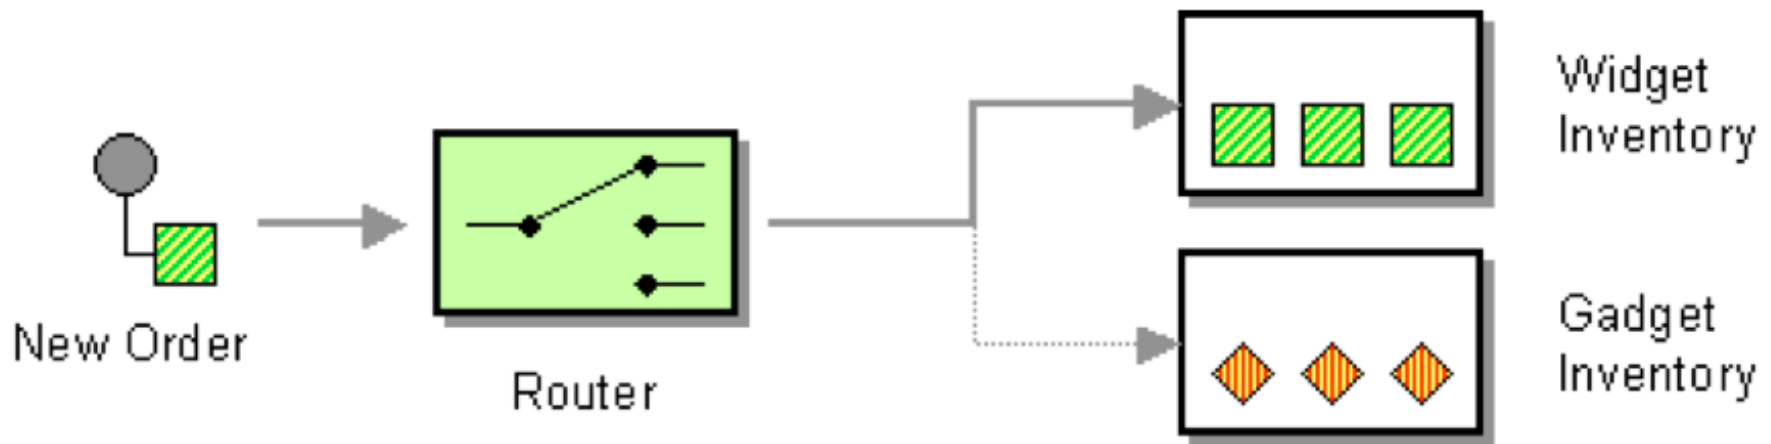 New Order
Router
Widget
Inventory
Gadget
Inventory